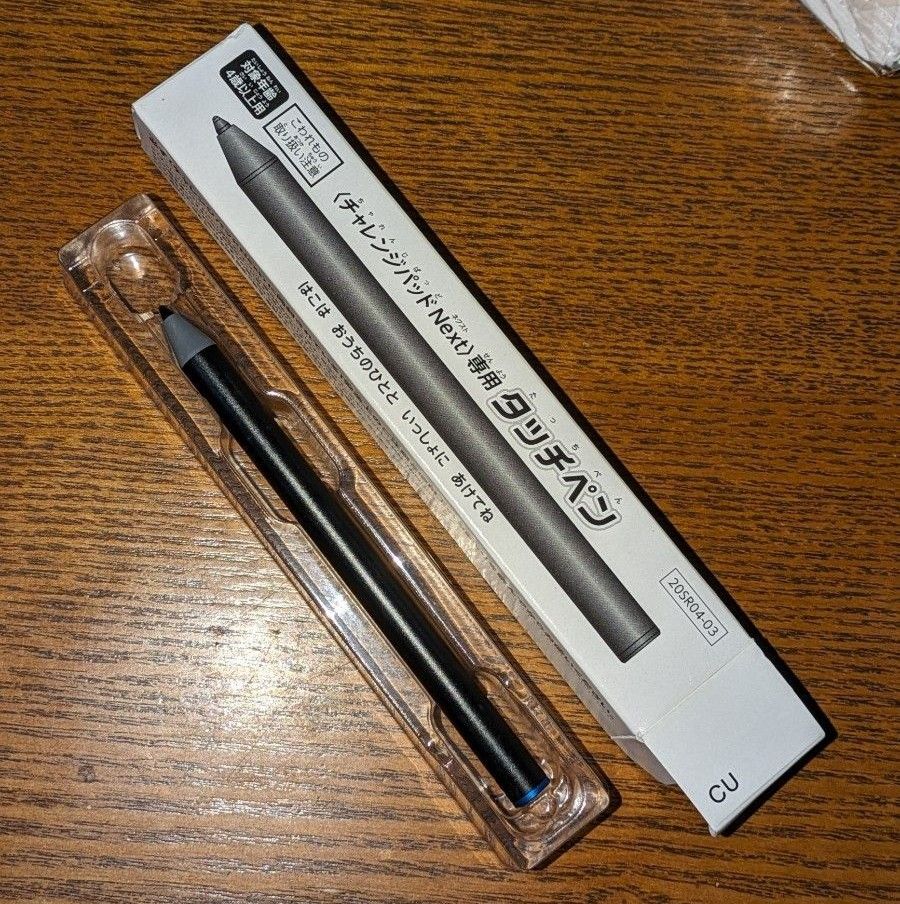 対象年齢
4歳以上用
こわれもの
取り扱い注意
〈チャレンジパッドNext〉専用 タッチペン
はこは おうちのひとと いっしょに あけてね
20SR04-03
CU